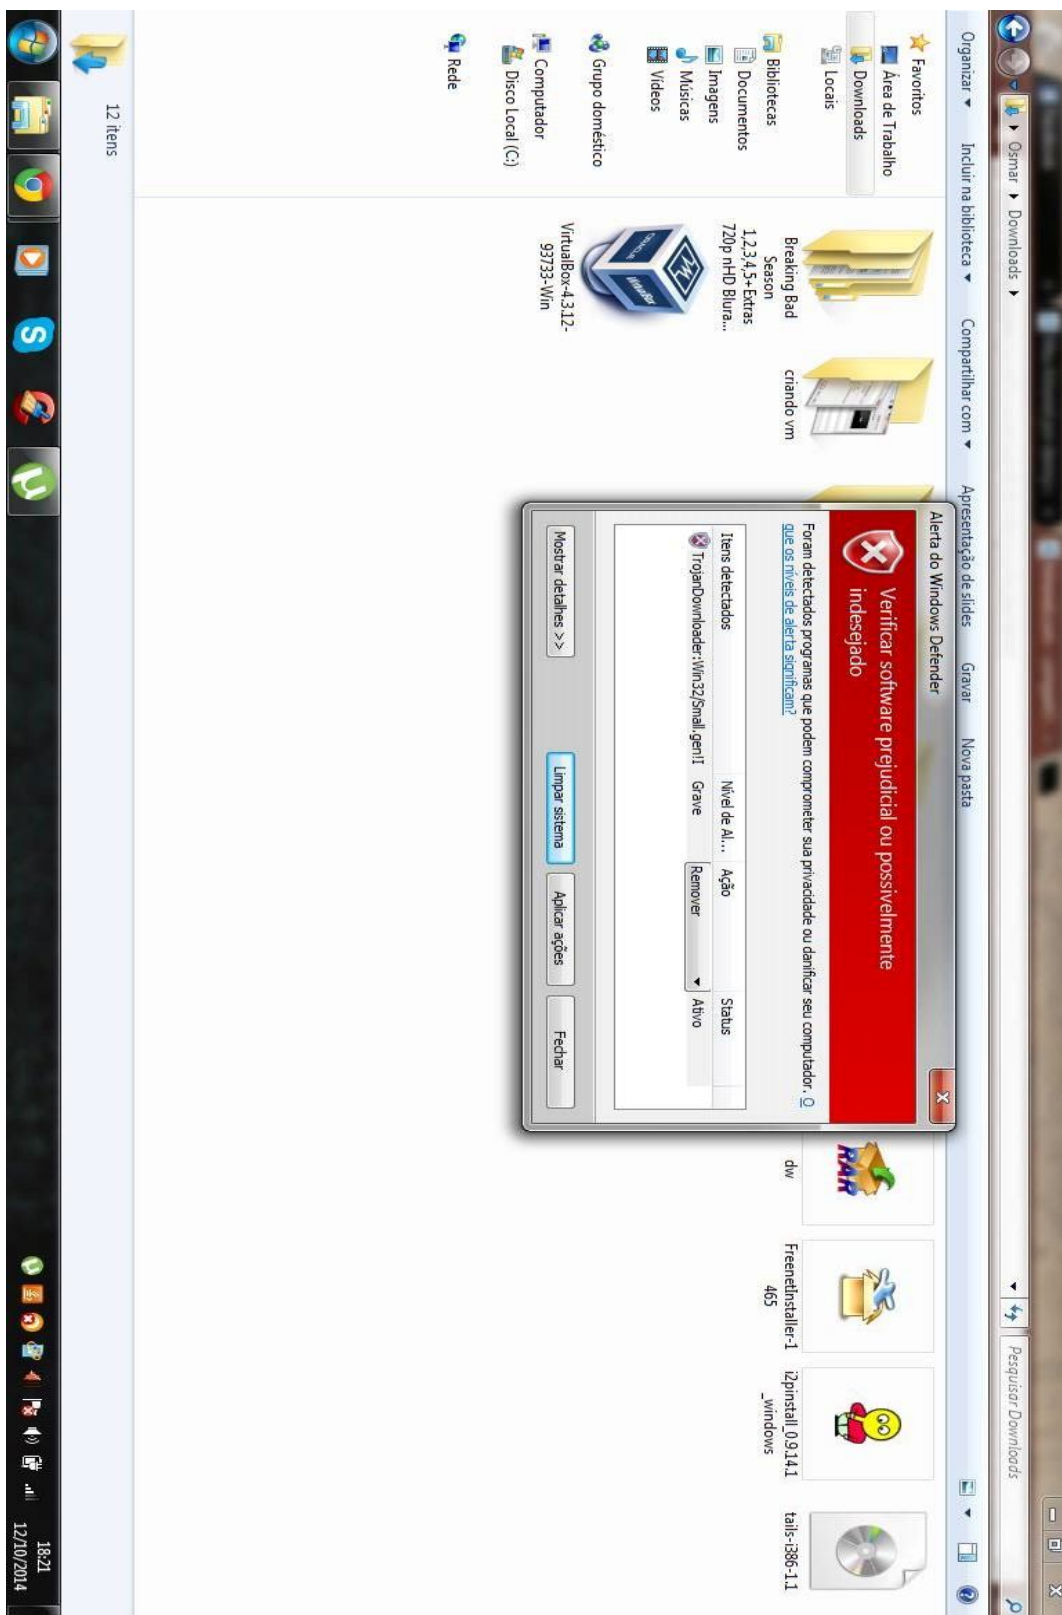 Osmar ▸ Downloads ▸
Pesquisar Downloads
Organizar ▾ Incluir na biblioteca ▾ Compartilhar com ▾ Apresentação de slides Gravar Nova pasta
Favoritos
Área de Trabalho
Downloads
Locais
Bibliotecas
Documentos
Imagens
Músicas
Vídeos
Grupo doméstico
Computador
Disco Local (C:)
Rede
Breaking Bad
1,2,3,4,5+Extras
Season
720p nHD Blura...
criando vm
dw
FreenetInstaller-1
465
i2pinstall_0.9.14.1
_windows
tails-i386-1.1
ORACLE
VirtualBox
VirtualBox-4.3.12-
93733-Win
Alerta do Windows Defender
Verificar software prejudicial ou possivelmente
indesejado
Foram detectados programas que podem comprometer sua privacidade ou danificar seu computador. O
que os níveis de alerta significam?
Itens detectados Nível de Al... Ação Status
TrojanDownloader:Win32/Small.gen!I Grave Remover Ativo
Mostrar detalhes >> Limpar sistema Aplicar ações Fechar
12 itens
18:21
12/10/2014